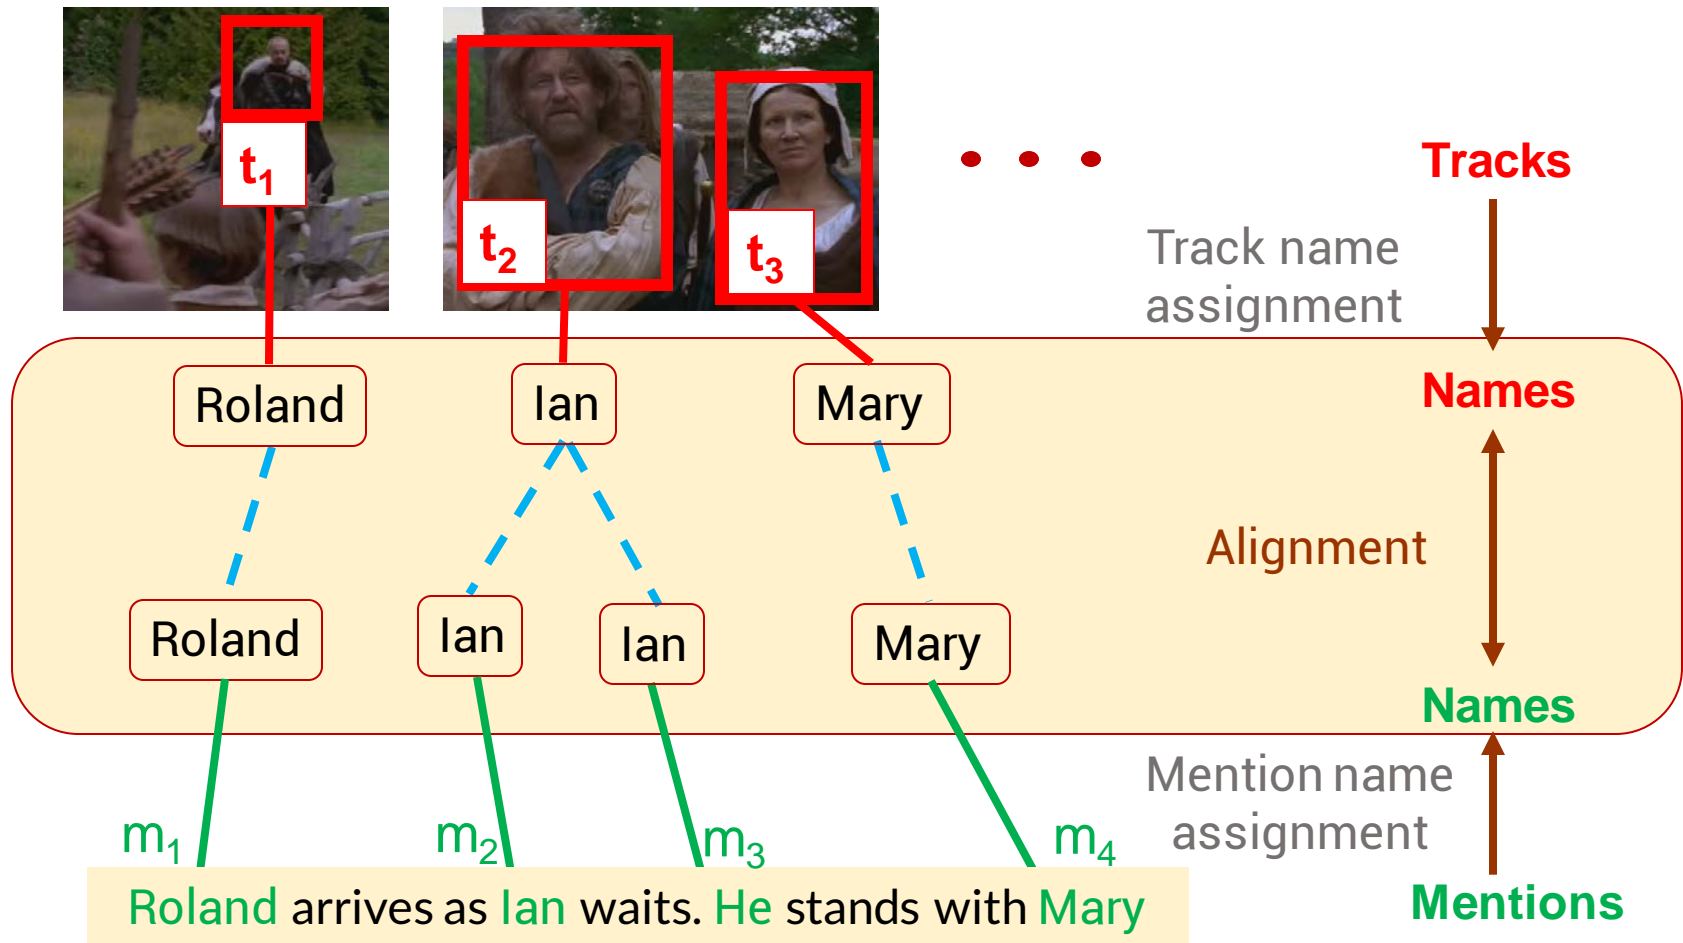 t1
t2
t3
Tracks
Track name
assignment
Roland
Ian
Mary
Names
Alignment
Roland
Ian
Ian
Mary
Names
Mention name
assignment
m1
m2
m3
m4
Roland arrives as Ian waits. He stands with Mary
Mentions